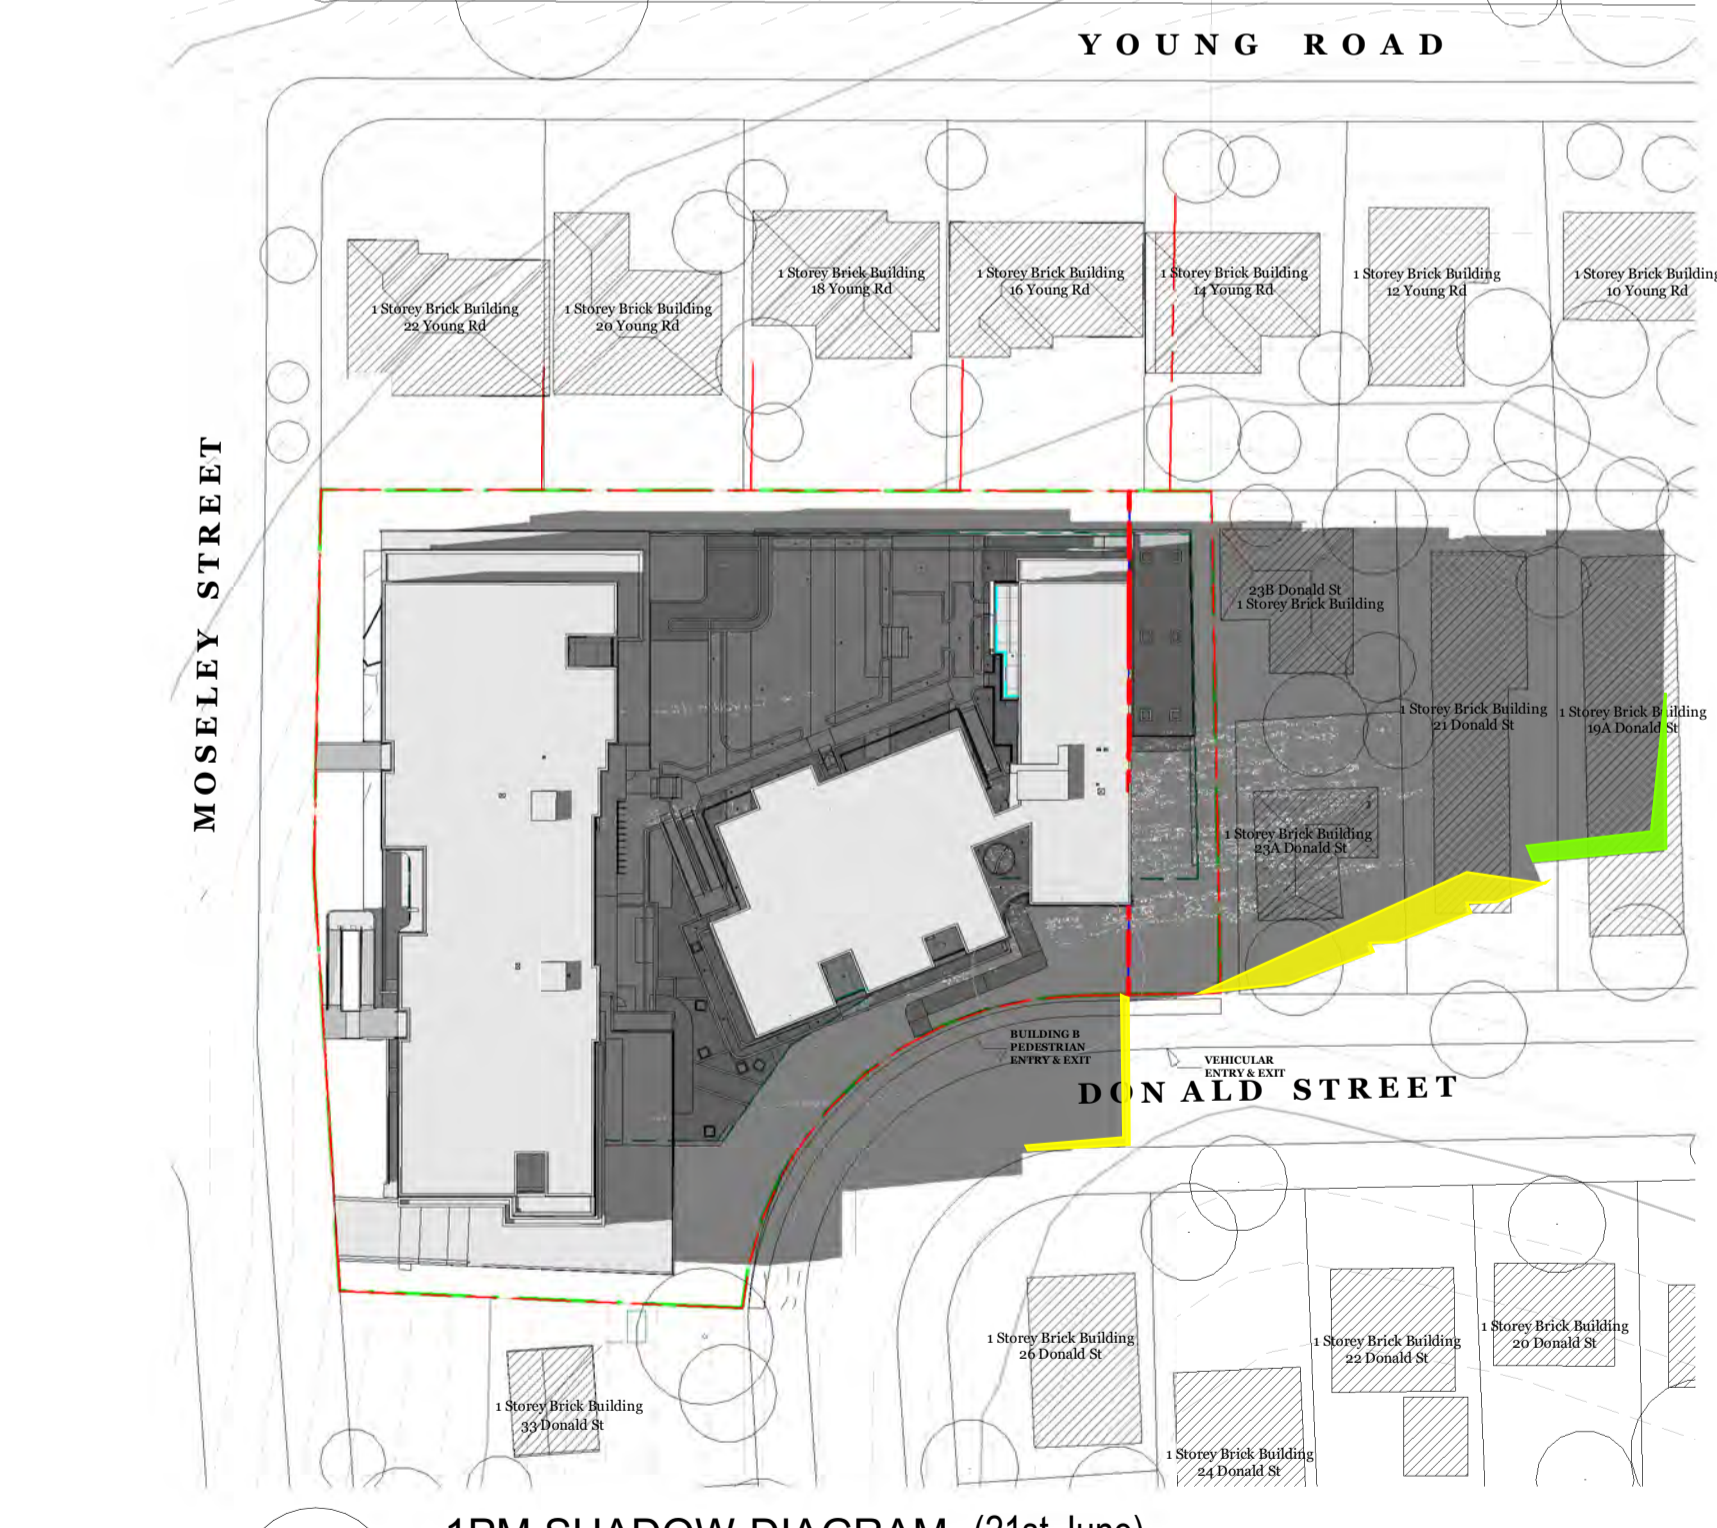 YOUNG ROAD
1 Storey Brick Building
22 Young Rd
1 Storey Brick Building
20 Young Rd
1 Storey Brick Building
18 Young Rd
1 Storey Brick Building
16 Young Rd
1 Storey Brick Building
14 Young Rd
1 Storey Brick Building
12 Young Rd
1 Storey Brick Building
10 Young Rd
MOSELEY STREET
23B Donald St
1 Storey Brick Building
1 Storey Brick Building
21 Donald St
1 Storey Brick Building
19A Donald St
1 Storey Brick Building
23A Donald St
BUILDING B
PEDESTRIAN
ENTRY & EXIT
VEHICULAR
ENTRY & EXIT
DONALD STREET
1 Storey Brick Building
26 Donald St
1 Storey Brick Building
22 Donald St
1 Storey Brick Building
20 Donald St
1 Storey Brick Building
33 Donald St
1 Storey Brick Building
24 Donald St
1PM SHADOW DIAGRAM (21st June)